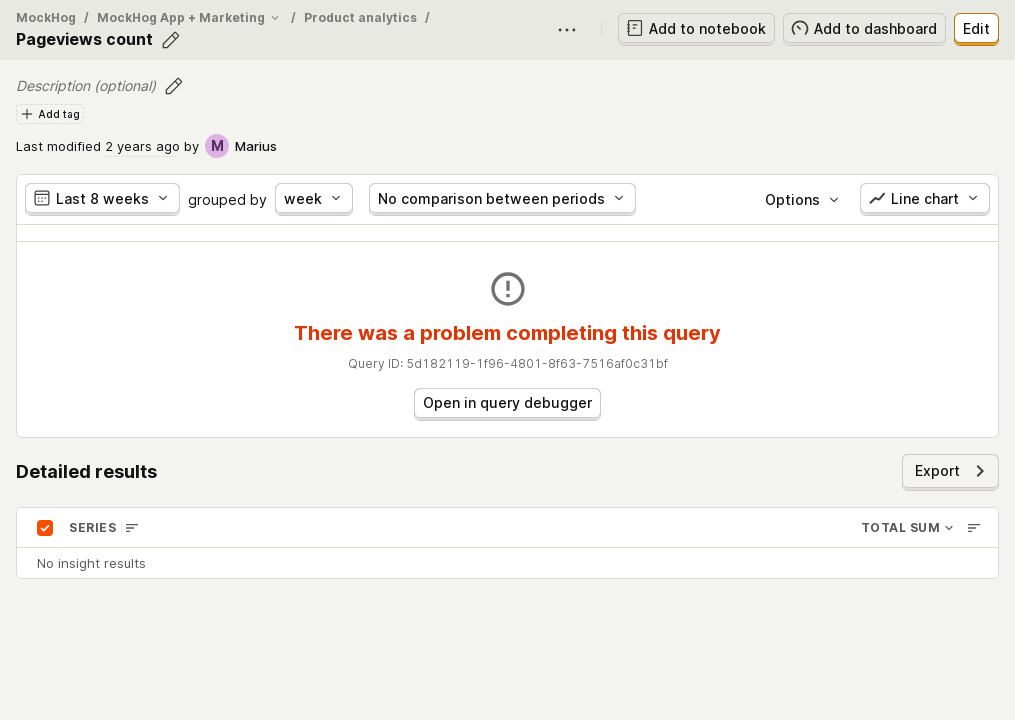 MockHog / MockHog App + Marketing / Product analytics /
Pageviews count
Add to notebook
Add to dashboard
Edit
Description (optional)
Add tag
Last modified 2 years ago by M Marius
Last 8 weeks grouped by week No comparison between periods Options Line chart
There was a problem completing this query
Query ID: 5d182119-1f96-4801-8f63-7516af0c31bf
Open in query debugger
Detailed results
Export
SERIES TOTAL SUM
No insight results